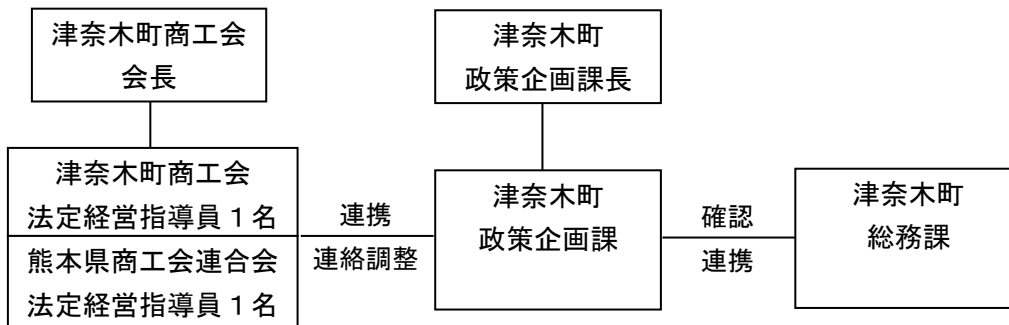 津奈木町商工会
会長
津奈木町
政策企画課長
津奈木町商工会
法定経営指導員１名
熊本県商工会連合会
法定経営指導員１名
連携
連絡調整
津奈木町
政策企画課
確認
連携
津奈木町
総務課